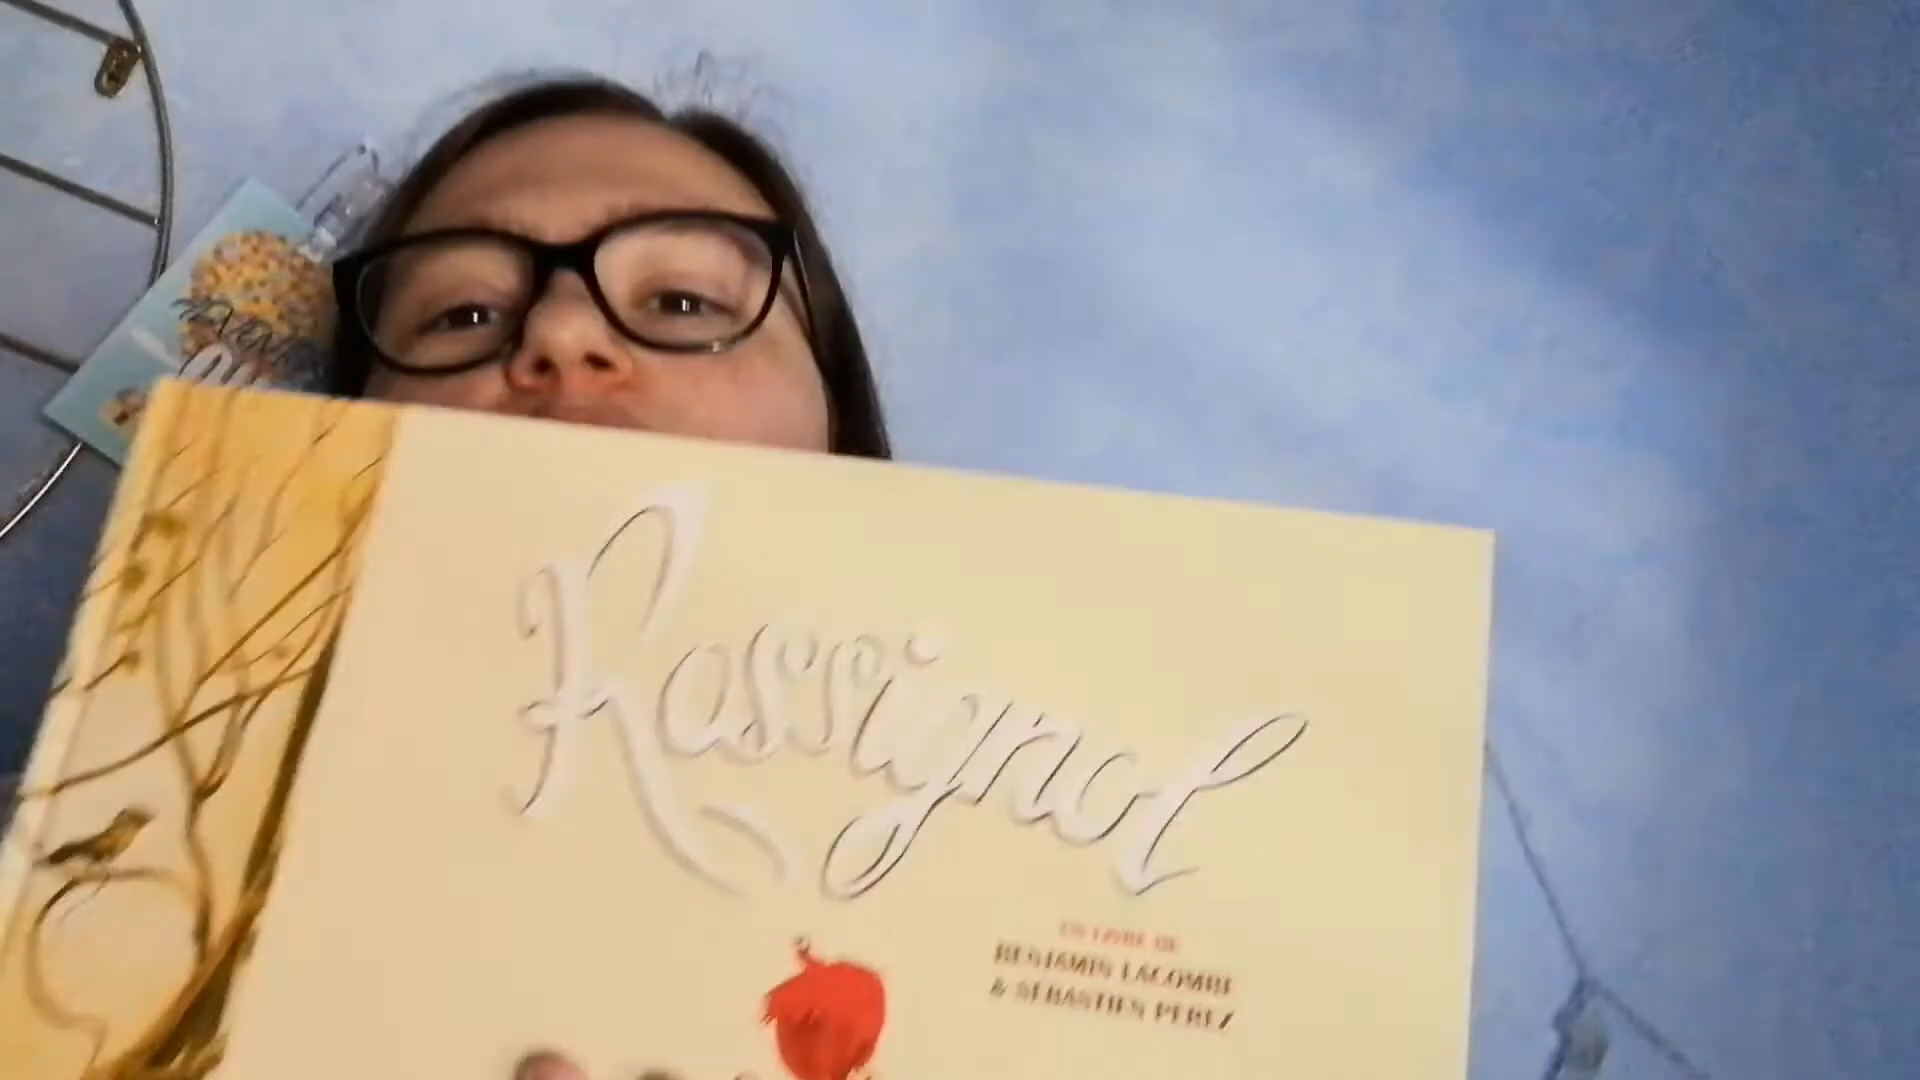 Rossignol
UN LIVRE DE
BENJAMIN LACOMBE
& SÉBASTIEN PEREZ